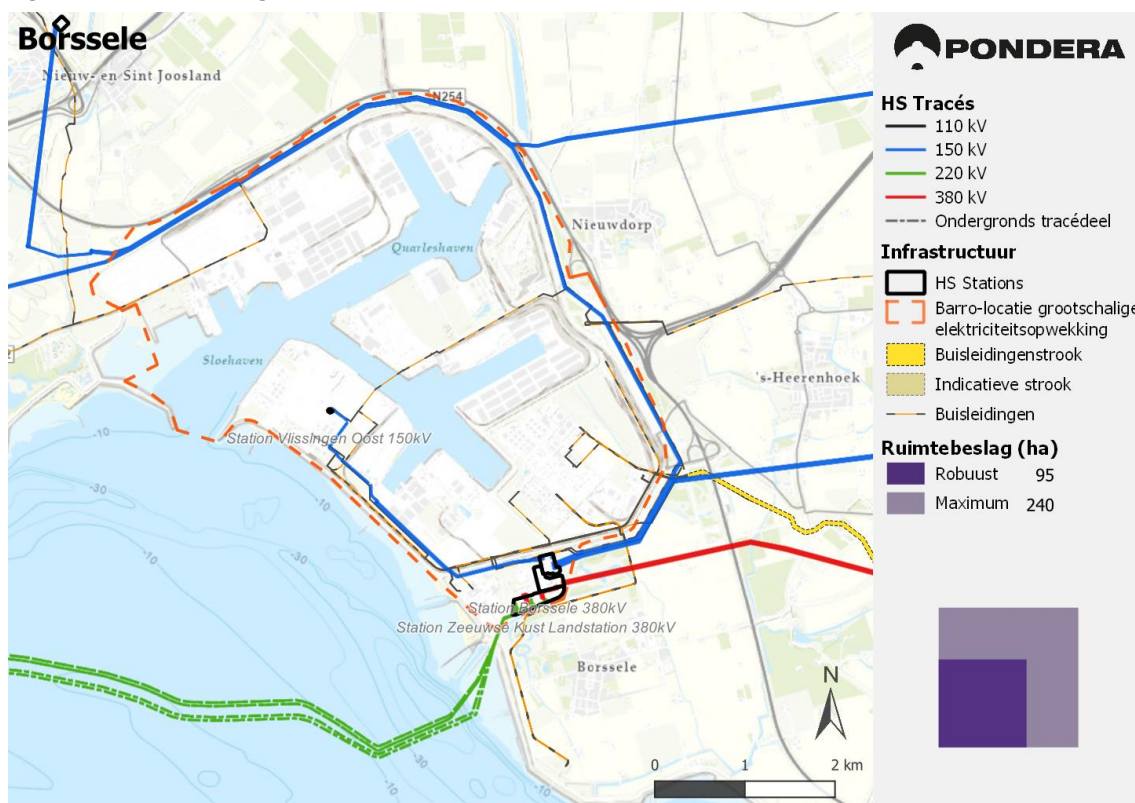 Borssele
Nieuw- en Sint Joosland
N254
Quarleshaven
Nieuwdorp
Sloehaven
's-Heerenhoek
Station Vlissingen Oost 150kV
-10
-30
-10
-30
-10
-30
-10
Station Borssele 380kV
Station Zeeuwse Kust Landstation 380kV
Borssele
N
0 1 2 km
PONDERA
HS Tracés
110 kV
150 kV
220 kV
380 kV
Ondergronds tracédeel
Infrastructuur
HS Stations
Barro-locatie grootschalige
elektriciteitsopwekking
Buisleidingenstrook
Indicatieve strook
Buisleidingen
Ruimtebeslag (ha)
Robuust 95
Maximum 240